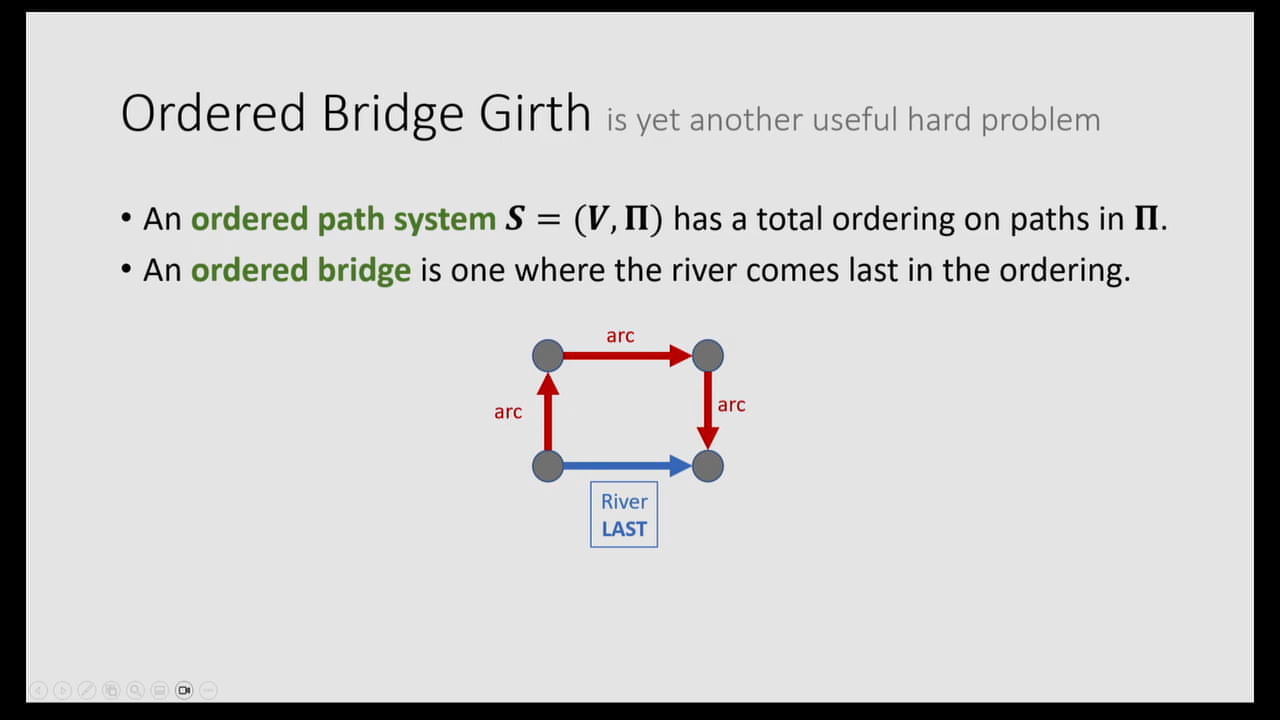 Ordered Bridge Girth is yet another useful hard problem
• An ordered path system S = (V, Π) has a total ordering on paths in Π.
• An ordered bridge is one where the river comes last in the ordering.
arc
arc
arc
River
LAST